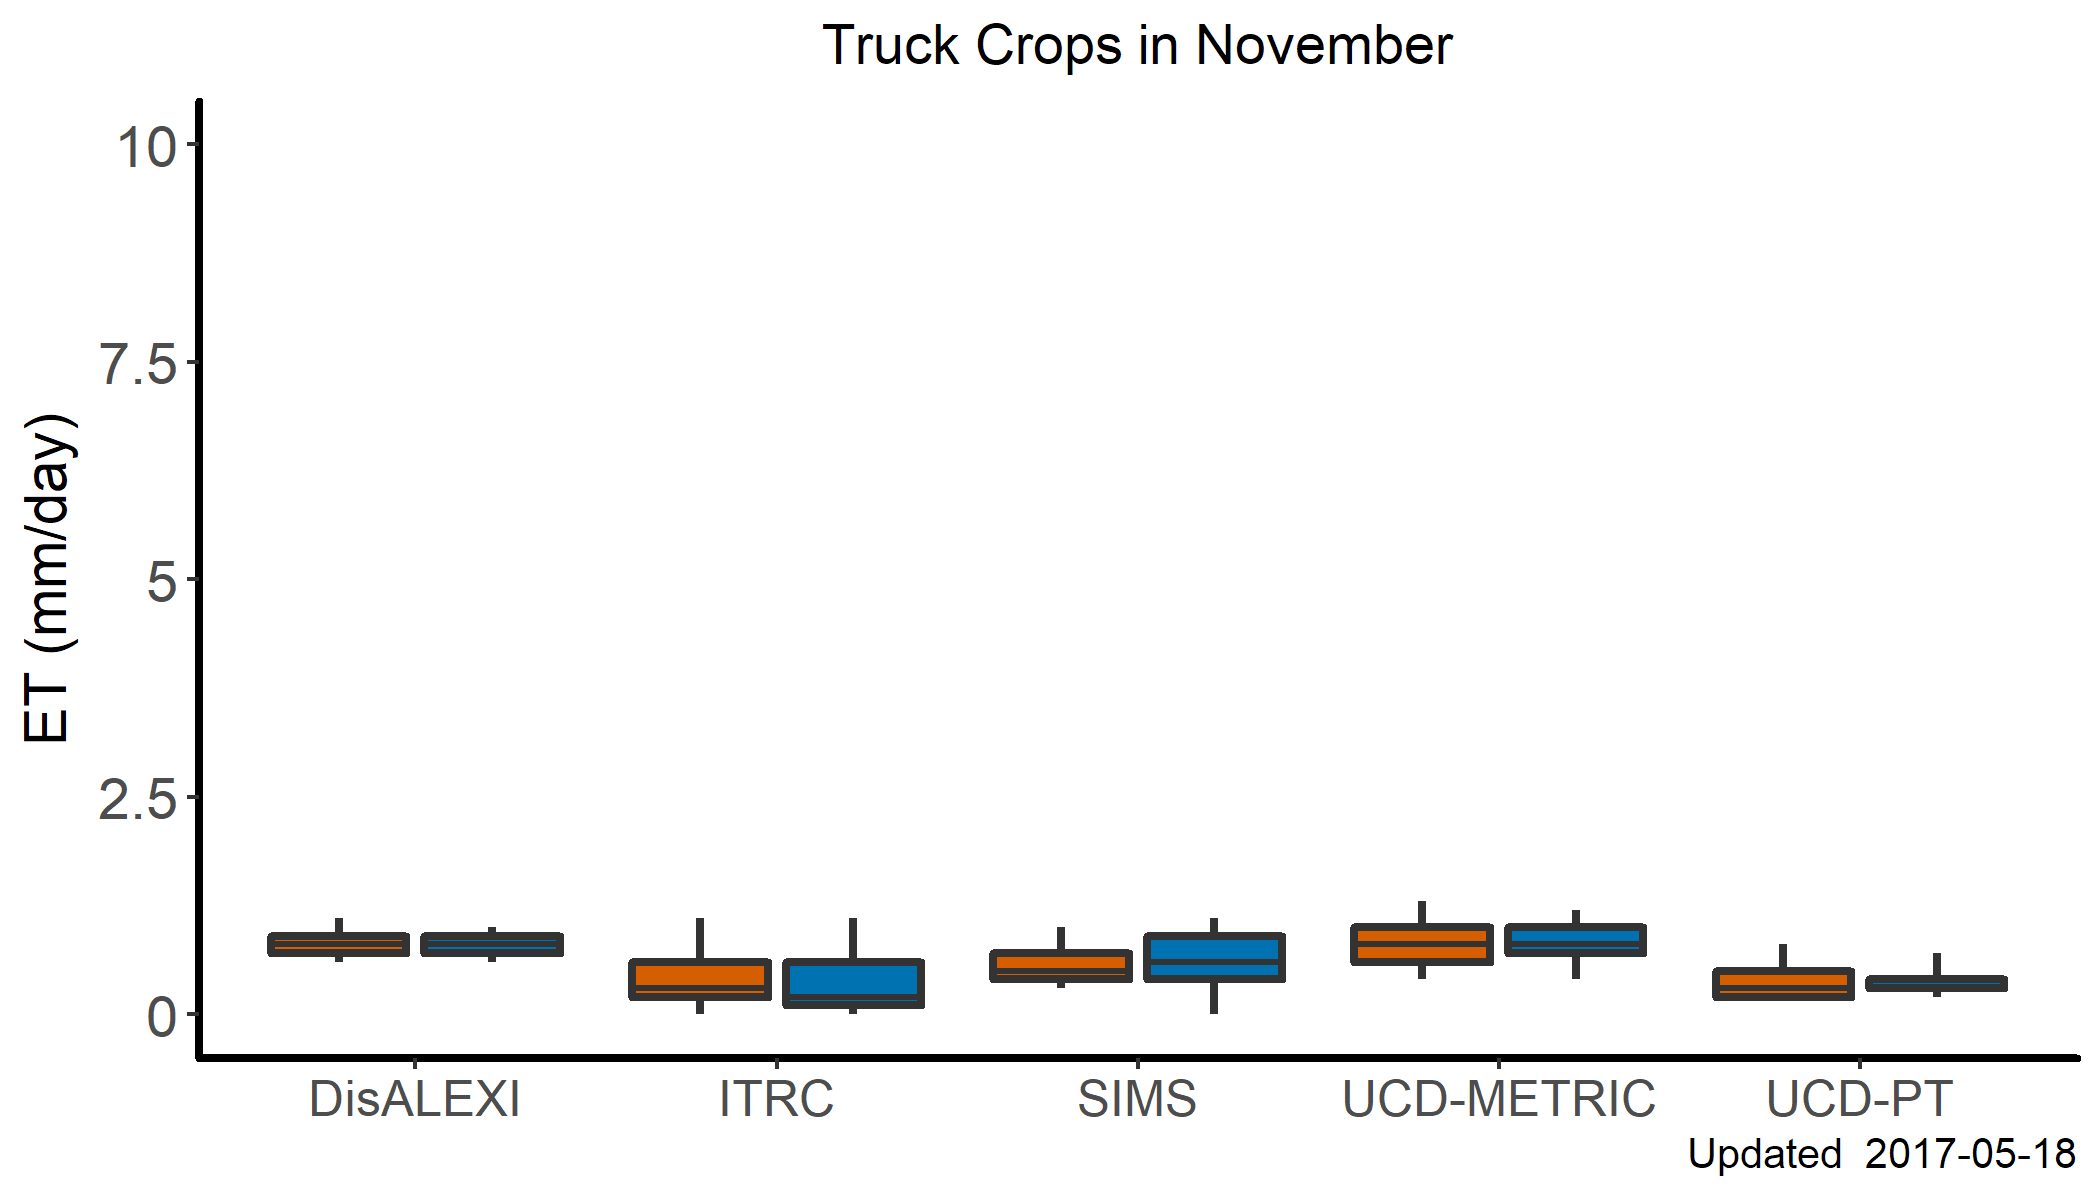 Truck Crops in November
ET (mm/day)
10
7.5
5
2.5
0
DisALEXI ITRC SIMS UCD-METRIC UCD-PT
Updated  2017-05-18